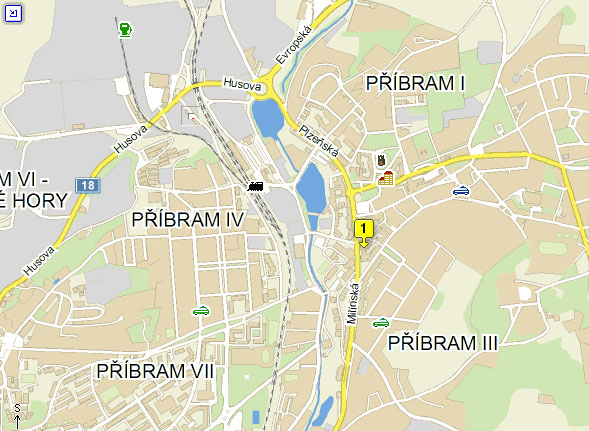 Evropská
Husova
PŘÍBRAM I
Plzeňská
Husova
M VI -
É HORY
18
PŘÍBRAM IV
1
Husova
Milínská
PŘÍBRAM III
PŘÍBRAM VII
S